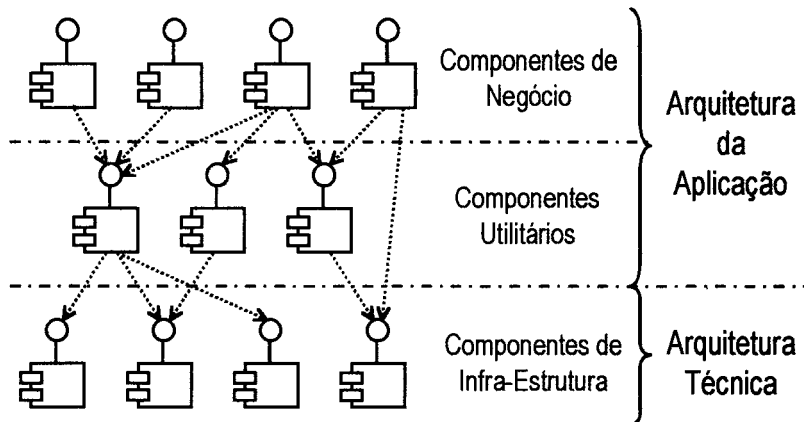 Componentes de
Negócio
Arquitetura
da
Aplicação
Componentes
Utilitários
Componentes de
Infra-Estrutura
Arquitetura
Técnica